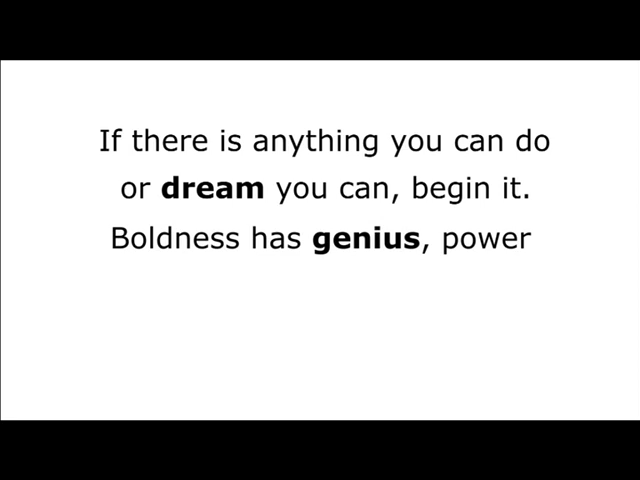 If there is anything you can do
or dream you can, begin it.
Boldness has genius, power